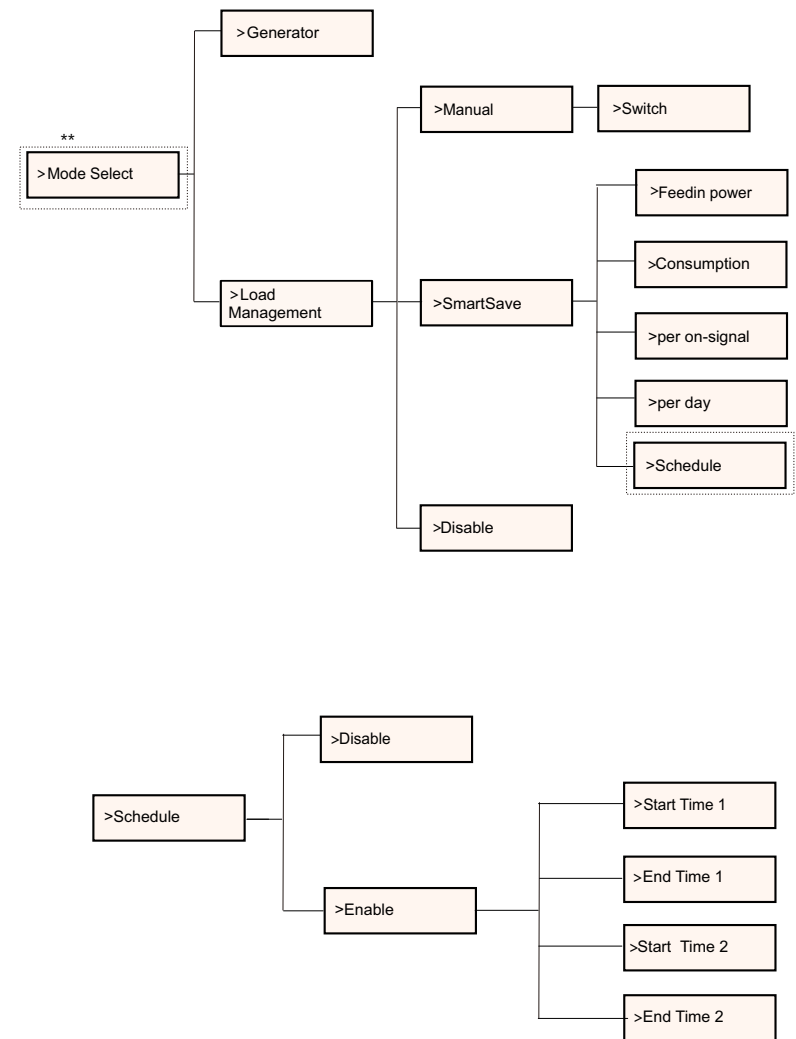 >Generator
>Manual
>Switch
**
>Mode Select
>Feedin power
>Consumption
>Load
Management
>SmartSave
>per on-signal
>per day
>Schedule
>Disable
>Disable
>Schedule
>Start Time 1
>End Time 1
>Enable
>Start Time 2
>End Time 2